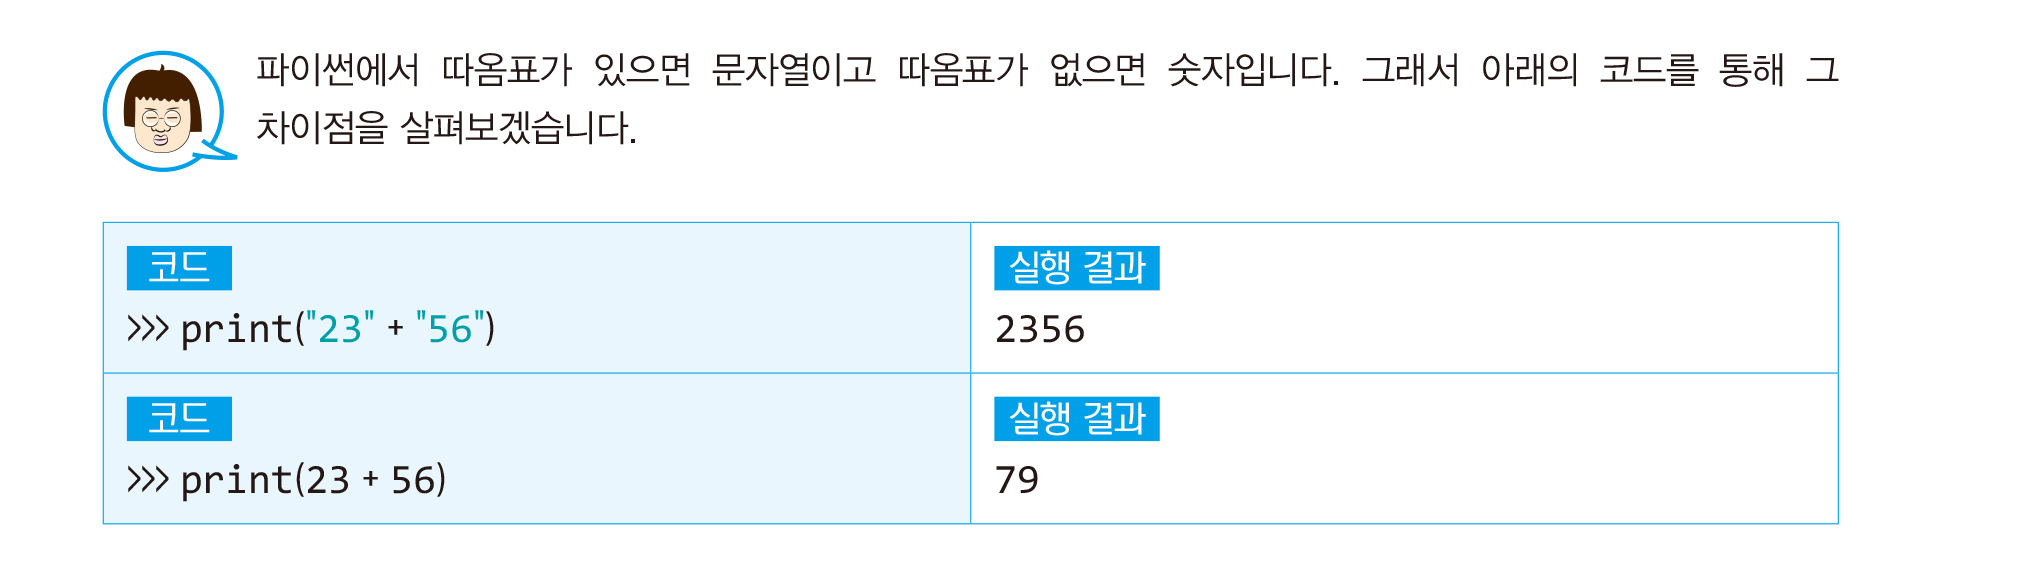 파이썬에서 따옴표가 있으면 문자열이고 따옴표가 없으면 숫자입니다. 그래서 아래의 코드를 통해 그
차이점을 살펴보겠습니다.
코드
>>> print("23" + "56")
실행 결과
2356
코드
>>> print(23 + 56)
실행 결과
79